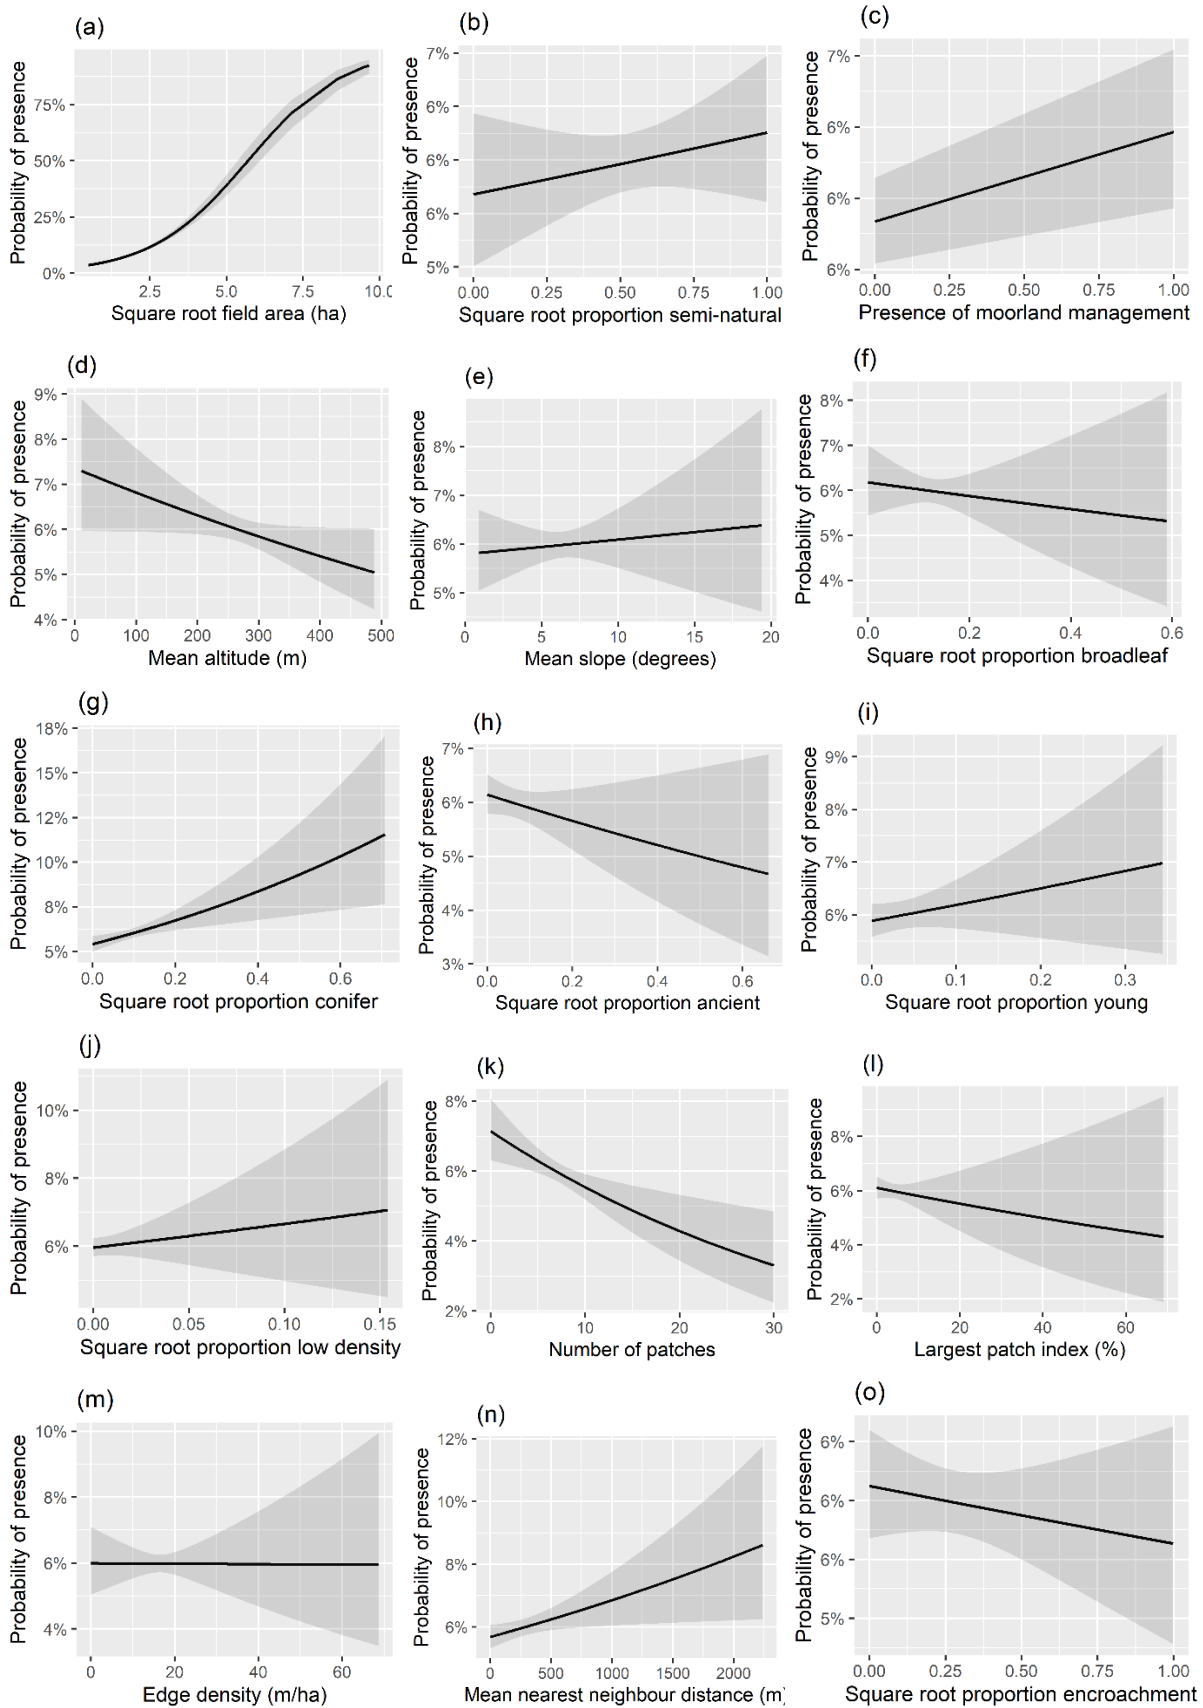 (a)
Probability of presence
75%
50%
25%
0%
2.5 5.0 7.5 10.0
Square root field area (ha)
(b)
Probability of presence
7%
6%
6%
6%
5%
0.00 0.25 0.50 0.75 1.00
Square root proportion semi-natural
(c)
Probability of presence
7%
6%
6%
6%
0.00 0.25 0.50 0.75 1.00
Presence of moorland management
(d)
Probability of presence
9%
8%
7%
6%
5%
4%
0 100 200 300 400 500
Mean altitude (m)
(e)
Probability of presence
8%
7%
6%
5%
0 5 10 15 20
Mean slope (degrees)
(f)
Probability of presence
8%
7%
6%
5%
4%
0.0 0.2 0.4 0.6
Square root proportion broadleaf
(g)
Probability of presence
18%
15%
12%
10%
8%
5%
0.0 0.2 0.4 0.6
Square root proportion conifer
(h)
Probability of presence
7%
6%
5%
4%
3%
0.0 0.2 0.4 0.6
Square root proportion ancient
(i)
Probability of presence
9%
8%
7%
6%
0.0 0.1 0.2 0.3
Square root proportion young
(j)
Probability of presence
10%
8%
6%
0.00 0.05 0.10 0.15
Square root proportion low density
(k)
Probability of presence
8%
6%
4%
2%
0 10 20 30
Number of patches
(l)
Probability of presence
8%
6%
4%
2%
0 20 40 60
Largest patch index (%)
(m)
Probability of presence
10%
8%
6%
4%
0 20 40 60
Edge density (m/ha)
(n)
Probability of presence
12%
10%
8%
6%
0 500 1000 1500 2000
Mean nearest neighbour distance (m)
(o)
Probability of presence
6%
6%
6%
5%
0.00 0.25 0.50 0.75 1.00
Square root proportion encroachment